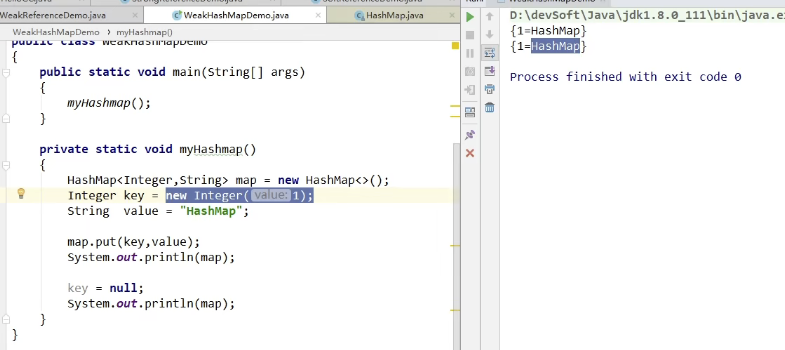 WeakReferenceDemo.java
WeakHashMapDemo.java
HashMap.java
WeakHashMapDemo
myHashmap()
public class WeakHashMapDemo
{
public static void main(String[] args)
{
myHashmap();
}
private static void myHashmap()
{
HashMap<Integer,String> map = new HashMap<>();
Integer key = new Integer( value: 1);
String value = "HashMap";
map.put(key,value);
System.out.println(map);
key = null;
System.out.println(map);
}
}
D:\devSoft\Java\jdk1.8.0_111\bin\java.e
{1=HashMap}
{1=HashMap}
Process finished with exit code 0